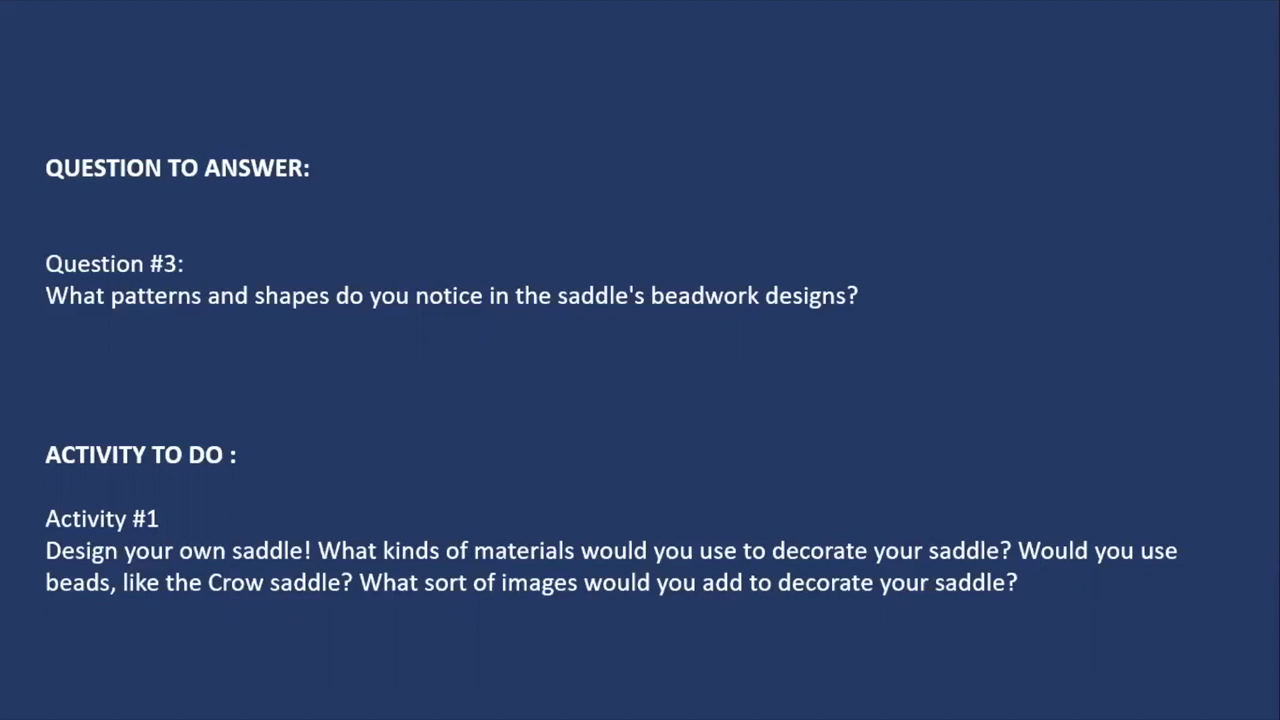 QUESTION TO ANSWER:
Question #3:
What patterns and shapes do you notice in the saddle's beadwork designs?
ACTIVITY TO DO :
Activity #1
Design your own saddle! What kinds of materials would you use to decorate your saddle? Would you use
beads, like the Crow saddle? What sort of images would you add to decorate your saddle?